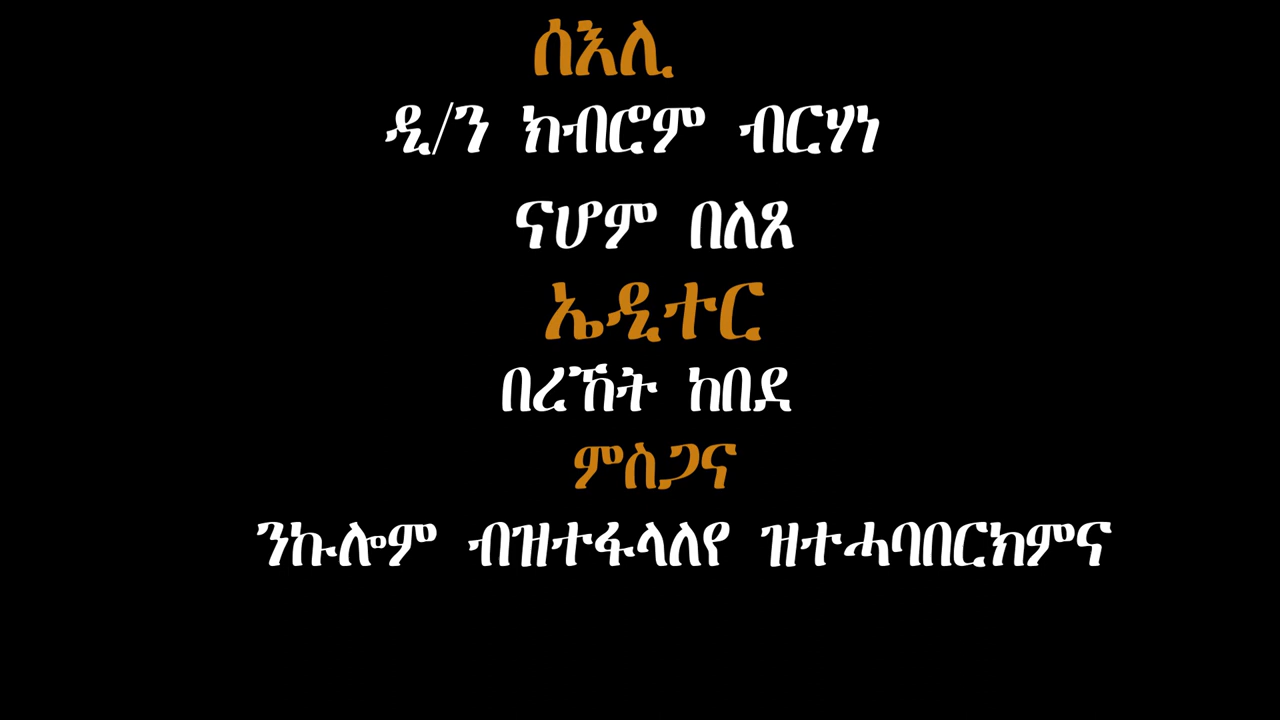 ሰእሊ
ዲ/ን ክብሮም ብርሃነ
ናሆም በለጸ
ኤዲተር
በረኸት ከበደ
ምስጋና
ንኩሎም ብዝተፋላለየ ዝተሓባበርክምና